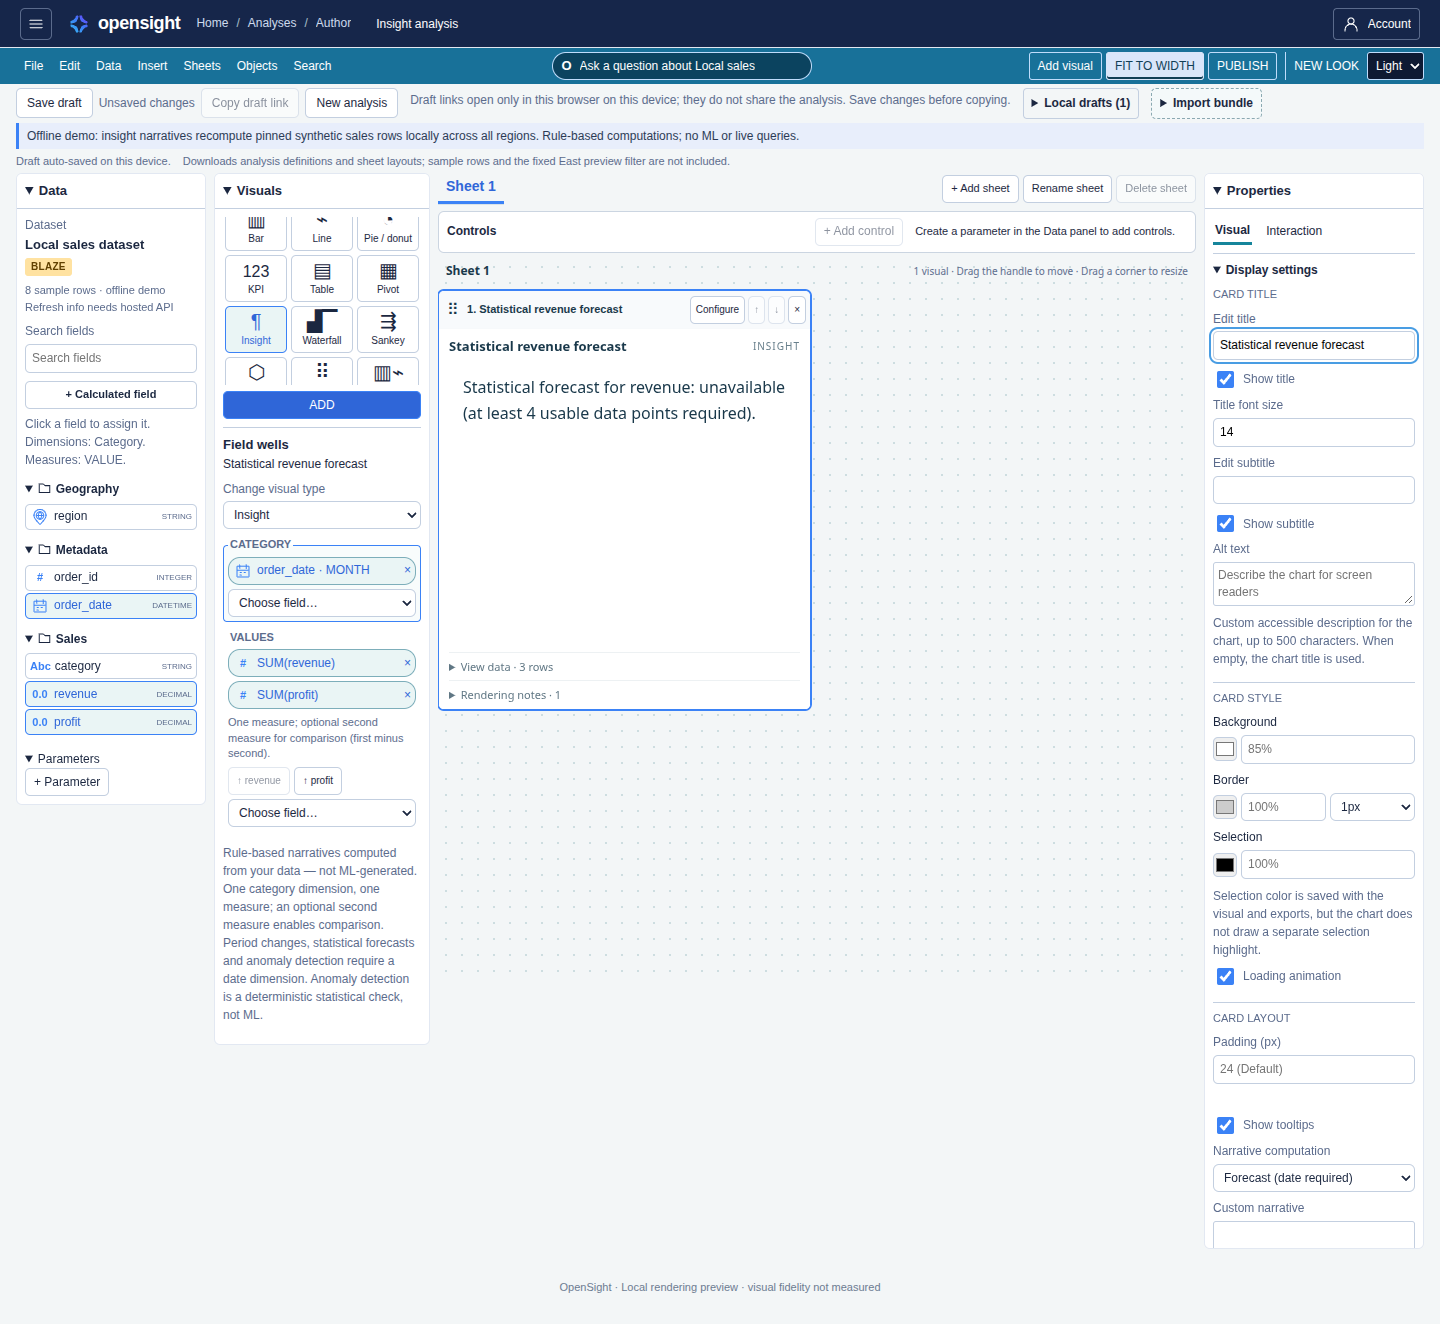 opensight
Home / Analyses / Author
Insight analysis
Account
File Edit Data Insert Sheets Objects Search
Ask a question about Local sales
Add visual
FIT TO WIDTH
PUBLISH
NEW LOOK
Light
Save draft
Unsaved changes
Copy draft link
New analysis
Draft links open only in this browser on this device; they do not share the analysis. Save changes before copying.
Local drafts (1)
Import bundle
Offline demo: insight narratives recompute pinned synthetic sales rows locally across all regions. Rule-based computations; no ML or live queries.
Draft auto-saved on this device. Downloads analysis definitions and sheet layouts; sample rows and the fixed East preview filter are not included.
Data
Dataset
Local sales dataset
BLAZE
8 sample rows · offline demo
Refresh info needs hosted API
Search fields
Search fields
+ Calculated field
Click a field to assign it.
Dimensions: Category.
Measures: VALUE.
Geography
region STRING
Metadata
# order_id INTEGER
order_date DATETIME
Sales
Abc category STRING
0.0 revenue DECIMAL
0.0 profit DECIMAL
Parameters
+ Parameter
Visuals
Bar Line Pie / donut
123
KPI Table Pivot
¶
Insight Waterfall Sankey
ADD
Field wells
Statistical revenue forecast
Change visual type
Insight
CATEGORY
order_date · MONTH ×
Choose field…
VALUES
# SUM(revenue) ×
# SUM(profit) ×
One measure; optional second
measure for comparison (first minus
second).
↑ revenue ↑ profit
Choose field…
Rule-based narratives computed
from your data — not ML-generated.
One category dimension, one
measure; an optional second
measure enables comparison.
Period changes, statistical forecasts
and anomaly detection require a
date dimension. Anomaly detection
is a deterministic statistical check,
not ML.
Sheet 1
+ Add sheet
Rename sheet
Delete sheet
Controls
+ Add control
Create a parameter in the Data panel to add controls.
Sheet 1
1 visual · Drag the handle to move · Drag a corner to resize
1. Statistical revenue forecast
Configure ↑ ↓ ×
Statistical revenue forecast
INSIGHT
Statistical forecast for revenue: unavailable
(at least 4 usable data points required).
View data · 3 rows
Rendering notes · 1
Properties
Visual Interaction
Display settings
CARD TITLE
Edit title
Statistical revenue forecast
Show title
Title font size
14
Edit subtitle
Show subtitle
Alt text
Describe the chart for screen
readers
Custom accessible description for the
chart, up to 500 characters. When
empty, the chart title is used.
CARD STYLE
Background
85%
Border
100% 1px
Selection
100%
Selection color is saved with the
visual and exports, but the chart does
not draw a separate selection
highlight.
Loading animation
CARD LAYOUT
Padding (px)
24 (Default)
Show tooltips
Narrative computation
Forecast (date required)
Custom narrative
OpenSight · Local rendering preview · visual fidelity not measured